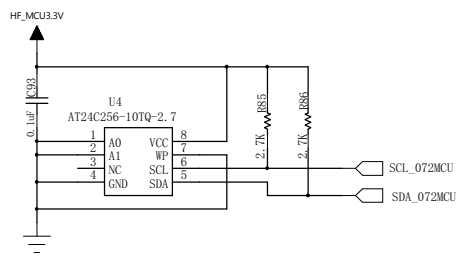 HF_MCU3.3V
C93
0.1uF
U4
AT24C256-10TQ-2.7
1 A0 VCC 8
2 A1 WP 7
3 NC SCL 6
4 GND SDA 5
R85
2.7K
R86
2.7K
SCL_072MCU
SDA_072MCU